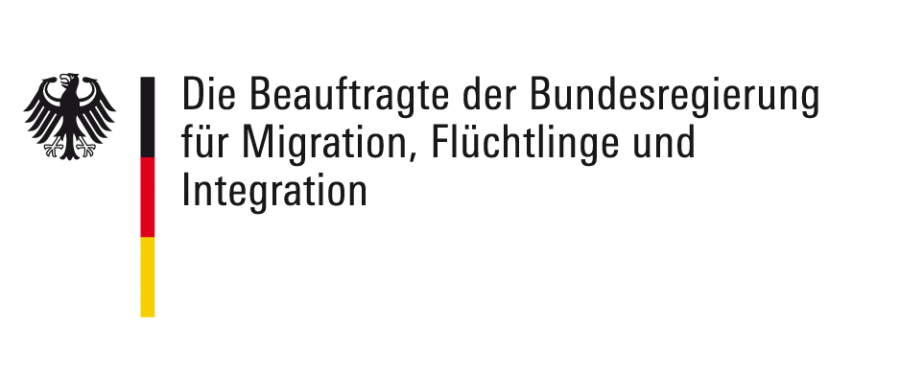 Die Beauftragte der Bundesregierung
für Migration, Flüchtlinge und
Integration